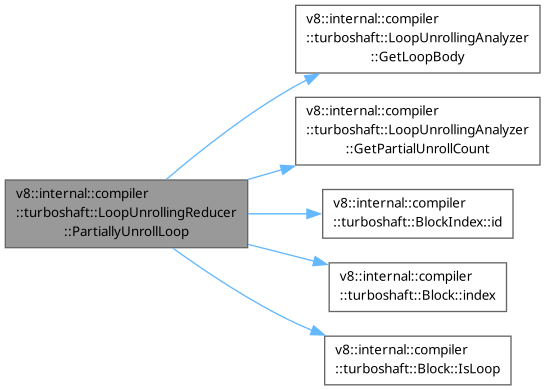 v8::internal::compiler
::turboshaft::LoopUnrollingReducer
::PartiallyUnrollLoop
v8::internal::compiler
::turboshaft::LoopUnrollingAnalyzer
::GetLoopBody
v8::internal::compiler
::turboshaft::LoopUnrollingAnalyzer
::GetPartialUnrollCount
v8::internal::compiler
::turboshaft::BlockIndex::id
v8::internal::compiler
::turboshaft::Block::index
v8::internal::compiler
::turboshaft::Block::IsLoop